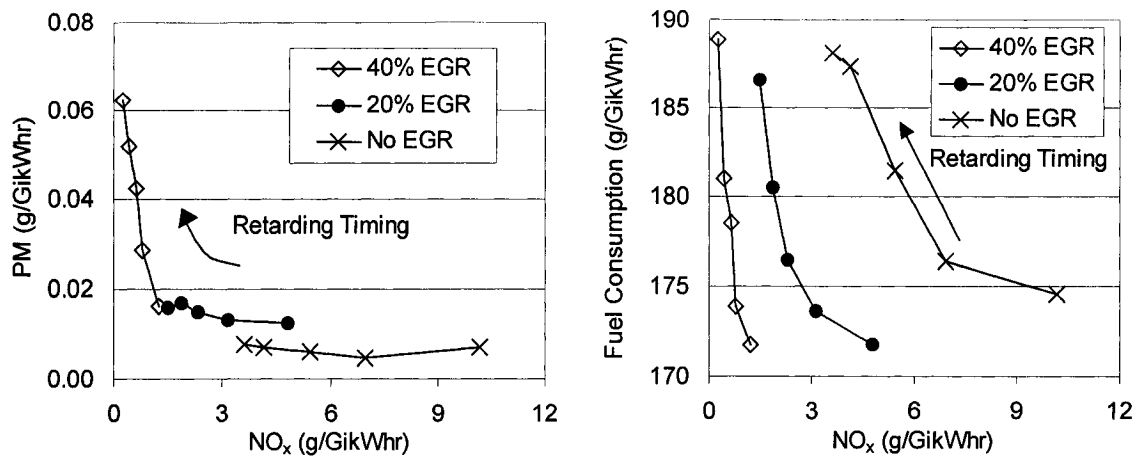 PM (g/GikWhr)
0.08
0.06
0.04
0.02
0.00
40% EGR
20% EGR
No EGR
Retarding Timing
0 3 6 9 12
NOx (g/GikWhr)
Fuel Consumption (g/GikWhr)
190
185
180
175
170
40% EGR
20% EGR
No EGR
Retarding Timing
0 3 6 9 12
NOx (g/GikWhr)